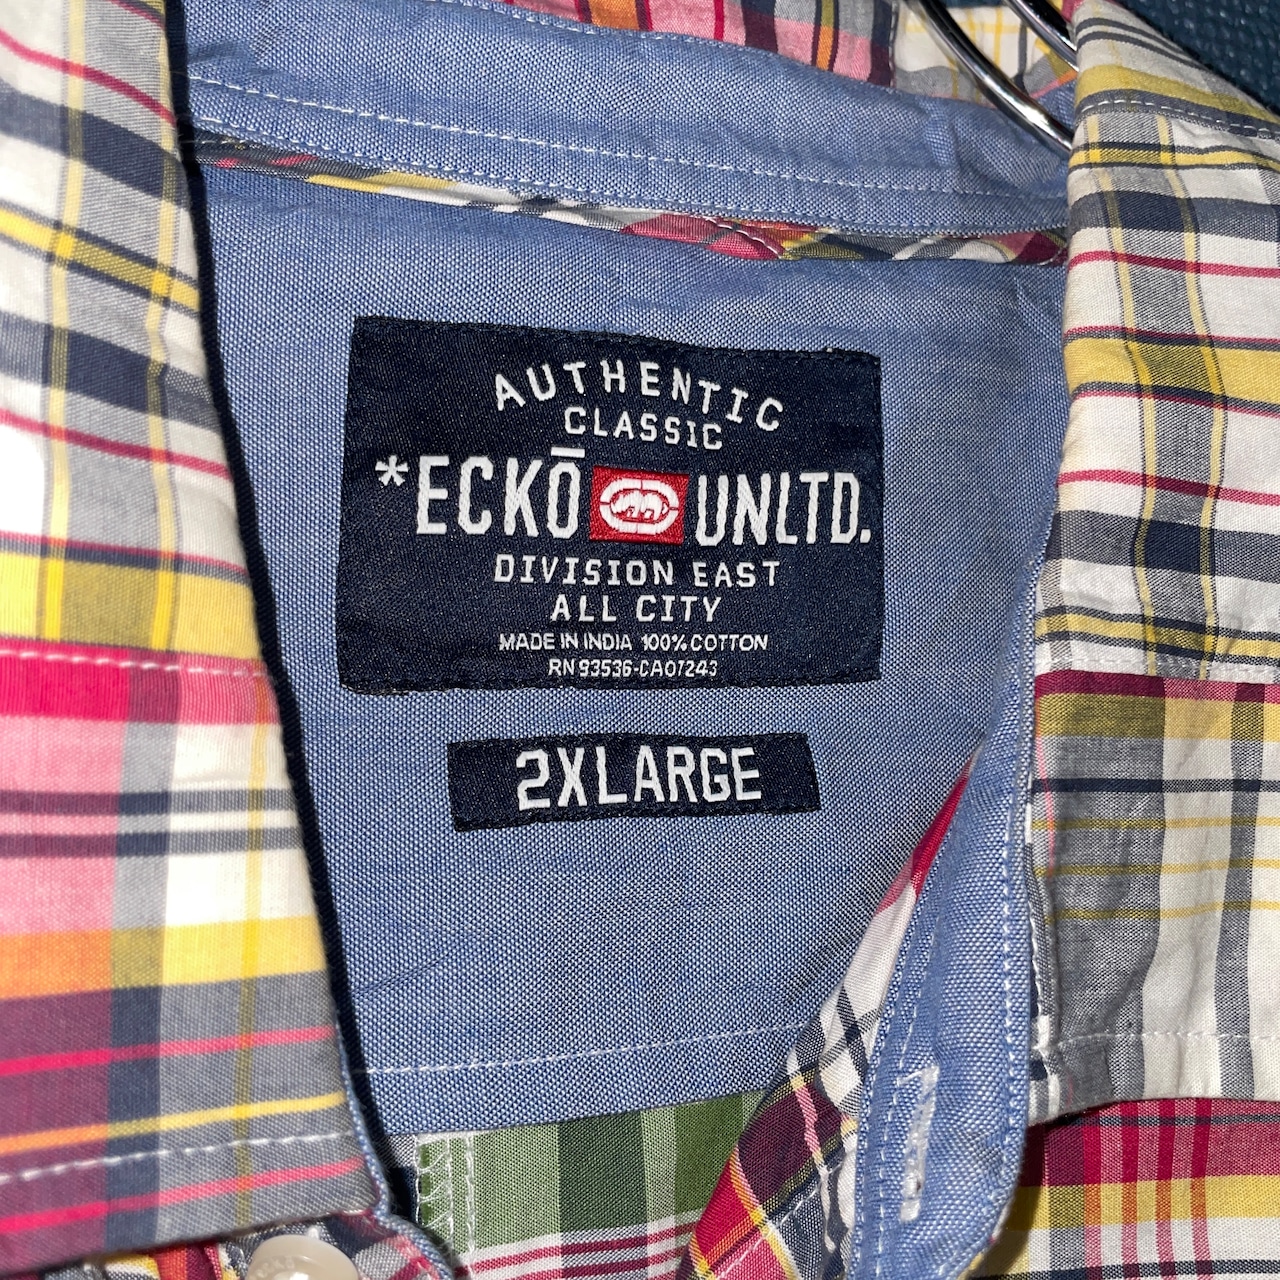 AUTHENTIC
CLASSIC
*ECKŌ UNLTD.
DIVISION EAST
ALL CITY
MADE IN INDIA 100% COTTON
RN 93536-CA07243
2XLARGE